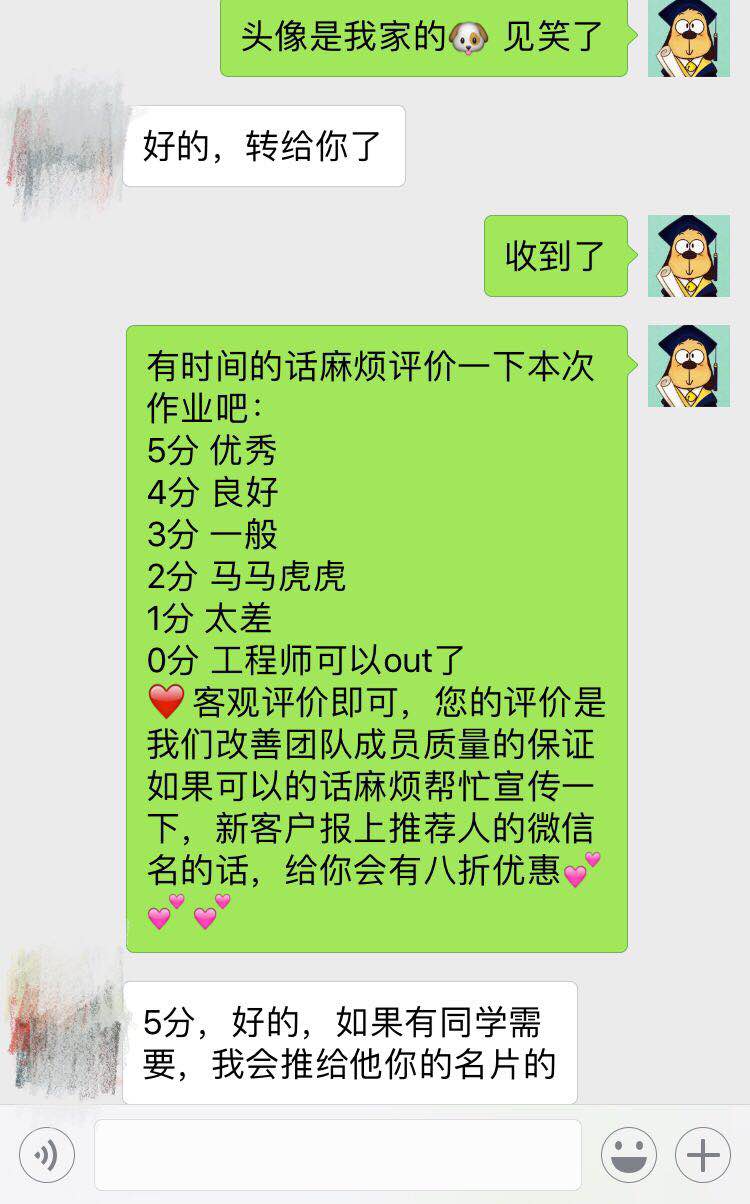 头像是我家的🐶 见笑了
好的，转给你了
收到了
有时间的话麻烦评价一下本次
作业吧：
5分 优秀
4分 良好
3分 一般
2分 马马虎虎
1分 太差
0分 工程师可以out了
❤️ 客观评价即可，您的评价是
我们改善团队成员质量的保证
如果可以的话麻烦帮忙宣传一
下，新客户报上推荐人的微信
名的话，给你会有八折优惠💕
💕 💕
5分，好的，如果有同学需
要，我会推给他你的名片的